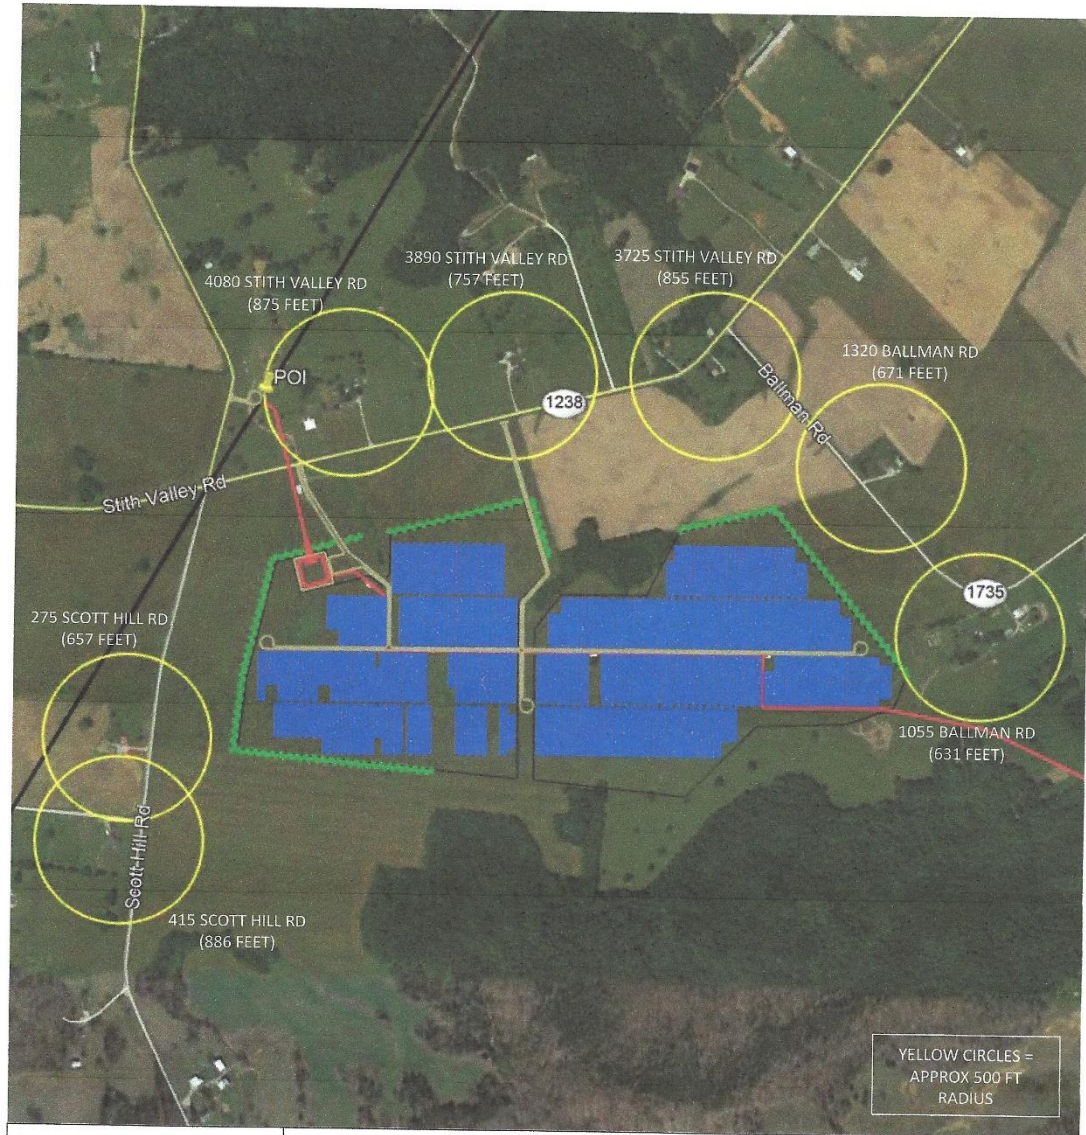 3890 STITH VALLEY RD
(757 FEET)
3725 STITH VALLEY RD
(855 FEET)
4080 STITH VALLEY RD
(875 FEET)
1320 BALLMAN RD
(671 FEET)
POI
1238
Ballman Rd
Stith Valley Rd
1735
275 SCOTT HILL RD
(657 FEET)
1055 BALLMAN RD
(631 FEET)
Scott Hill Rd
415 SCOTT HILL RD
(886 FEET)
YELLOW CIRCLES =
APPROX 500 FT
RADIUS